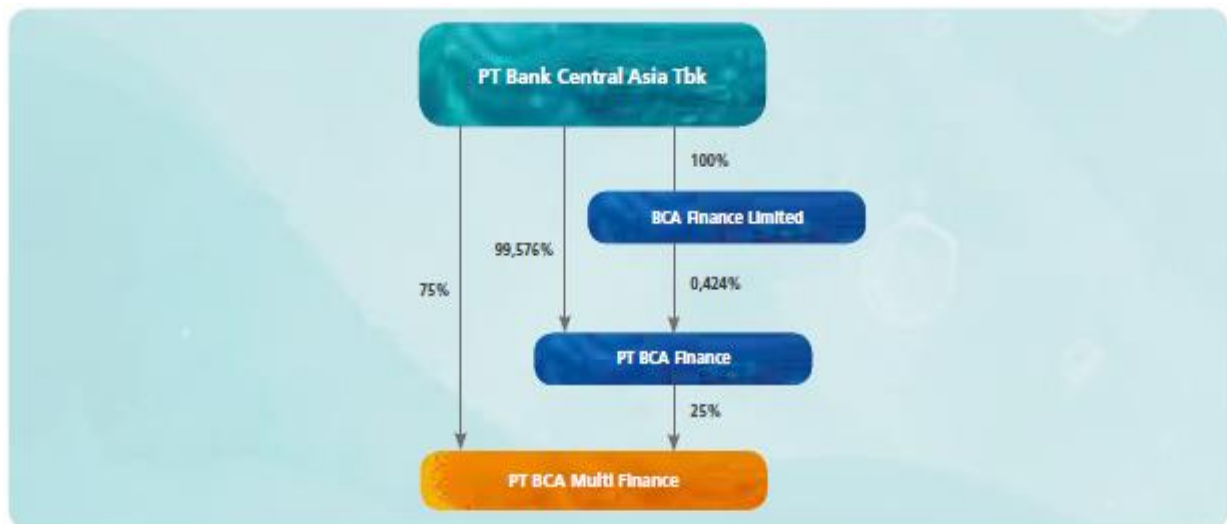 PT Bank Central Asia Tbk
100%
BCA Finance Limited
99,576%
75%
0,424%
PT BCA Finance
25%
PT BCA Multi Finance